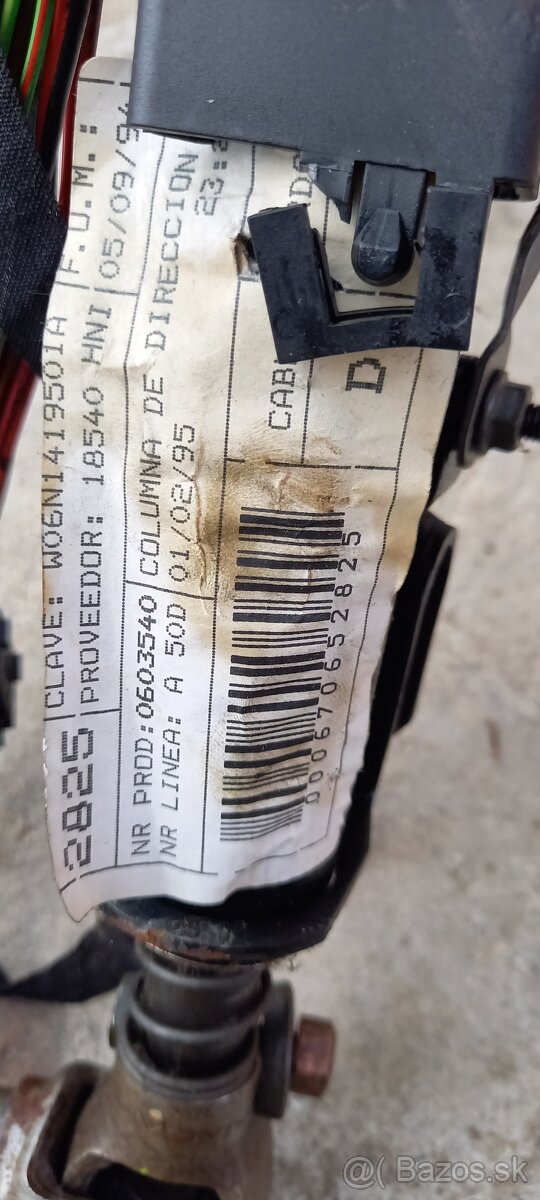 CLAVE: W06N1419501A
F.U.M.:
PROVEEDOR: 18540 HNI
05/09/94
2825
NR PROD:0603540
COLUMNA DE DIRECCION
NR LINEA: A 50D
01/02/95
23:
CAB
D
000670652825
@ Bazos.sk